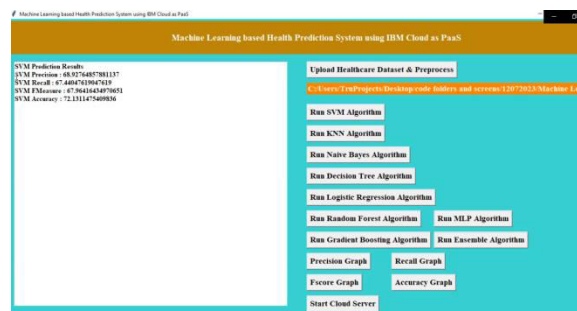 Machine Learning based Health Prediction System using IBM Cloud as PaaS
Machine Learning based Health Prediction System using IBM Cloud as PaaS
SVM Prediction Results
SVM Precision : 68.92764857881137
SVM Recall : 67.44047619047619
SVM FMeasure : 67.96416434970651
SVM Accuracy : 72.1311475409836
Upload Healthcare Dataset & Preprocess
C:/Users/TruProjects/Desktop/code folders and screens/12072023/Machine Le
Run SVM Algorithm
Run KNN Algorithm
Run Naive Bayes Algorithm
Run Decision Tree Algorithm
Run Logistic Regression Algorithm
Run Random Forest Algorithm Run MLP Algorithm
Run Gradient Boosting Algorithm Run Ensemble Algorithm
Precision Graph Recall Graph
Fscore Graph Accuracy Graph
Start Cloud Server